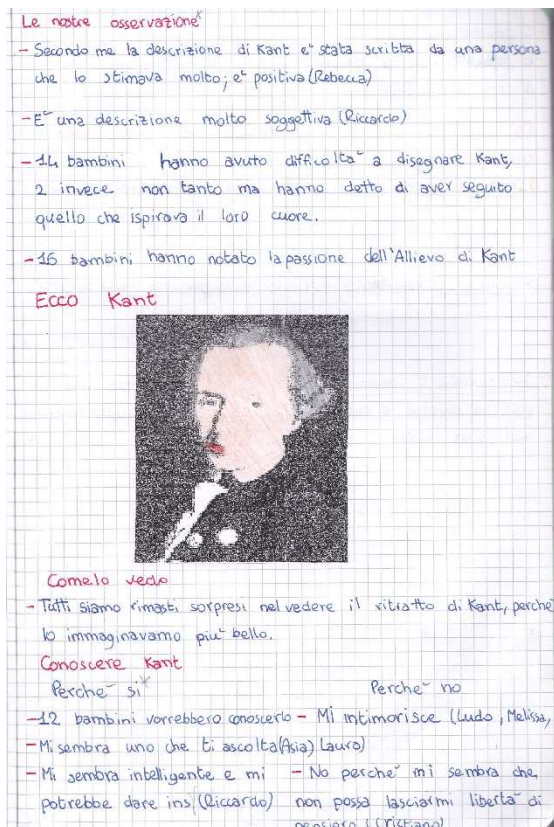 Le nostre osservazione
- Secondo me la descrizione di Kant e' stata scritta da una persona
che lo stimava molto; e' positiva (Rebecca)
- E' una descrizione molto soggettiva (Riccardo)
- 14 bambini hanno avuto difficolta' a disegnare Kant,
2 invece non tanto ma hanno detto di aver seguito
quello che ispirava il loro cuore.
- 16 bambini hanno notato la passione dell'Allievo di Kant
Ecco Kant
Come lo vedo
- Tutti siamo rimasti sorpresi nel vedere il ritratto di Kant, perche'
lo immaginavamo piu' bello.
Conoscere Kant
Perche' si' Perche' no
- 12 bambini vorrebbero conoscerlo - Mi intimorisce (Ludo, Melissa,
- Mi sembra uno che ti ascolta (Asia) Laura)
- Mi sembra intelligente e mi - No perche' mi sembra che
potrebbe dare ins (Riccardo) non possa lasciarmi liberta' di
pensiero (Cristiano)